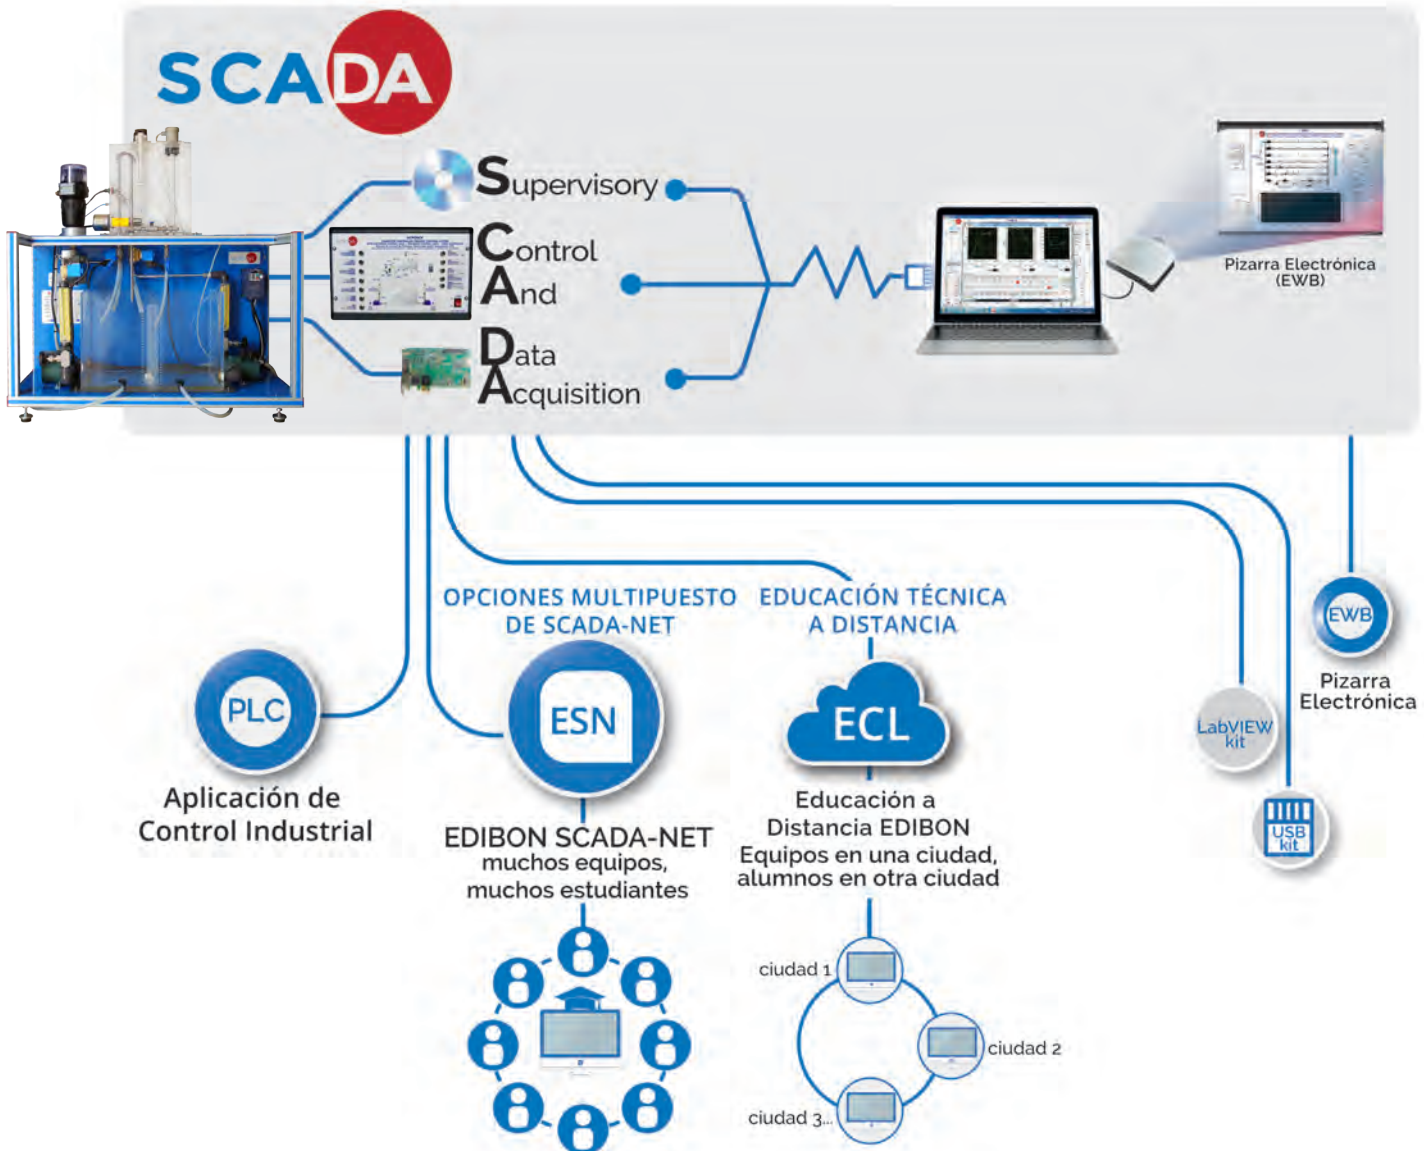 SCADA
Supervisory
Control
And
Data
Acquisition
Pizarra Electrónica
(EWB)
OPCIONES MULTIPUESTO
DE SCADA-NET
EDUCACIÓN TÉCNICA
A DISTANCIA
EWB
Pizarra
Electrónica
PLC
ESN
ECL
LabVIEW
kit
Aplicación de
Control Industrial
EDIBON SCADA-NET
muchos equipos,
muchos estudiantes
Educación a
Distancia EDIBON
Equipos en una ciudad,
alumnos en otra ciudad
USB
kit
ciudad 1
ciudad 2
ciudad 3...